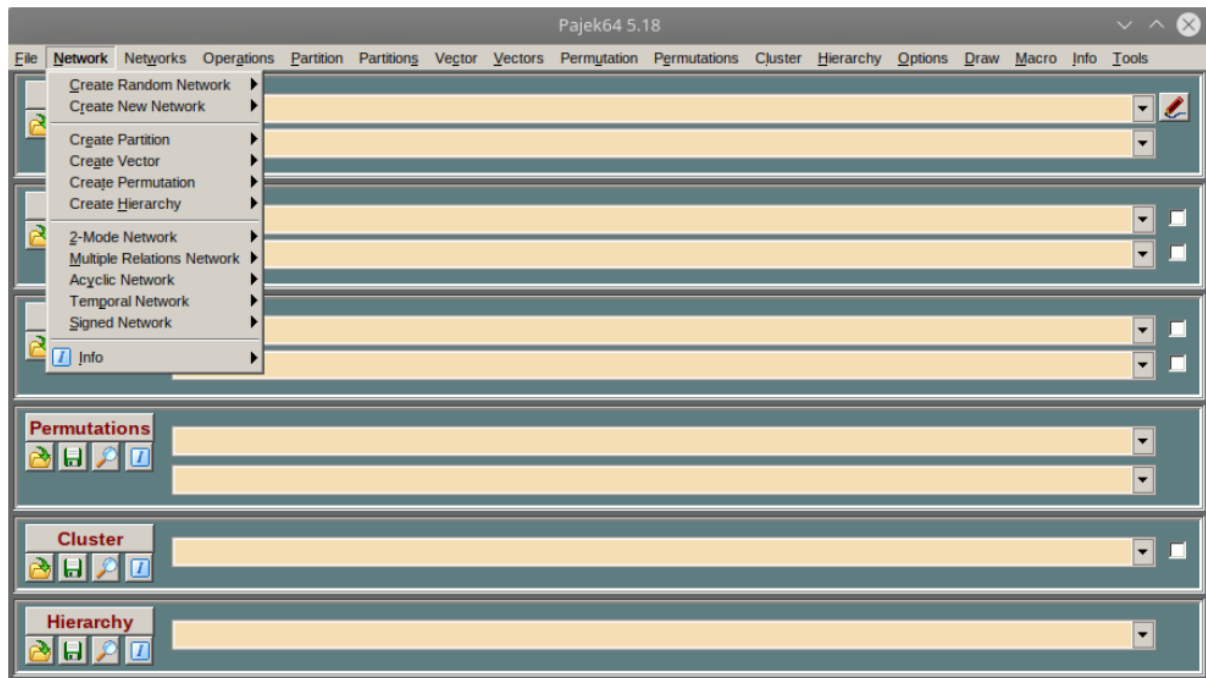 Pajek64 5.18
File Network Networks Operations Partition Partitions Vector Vectors Permutation Permutations Cluster Hierarchy Options Draw Macro Info Tools
Create Random Network
Create New Network
Create Partition
Create Vector
Create Permutation
Create Hierarchy
2-Mode Network
Multiple Relations Network
Acyclic Network
Temporal Network
Signed Network
I Info
Permutations
I
Cluster
I
Hierarchy
I